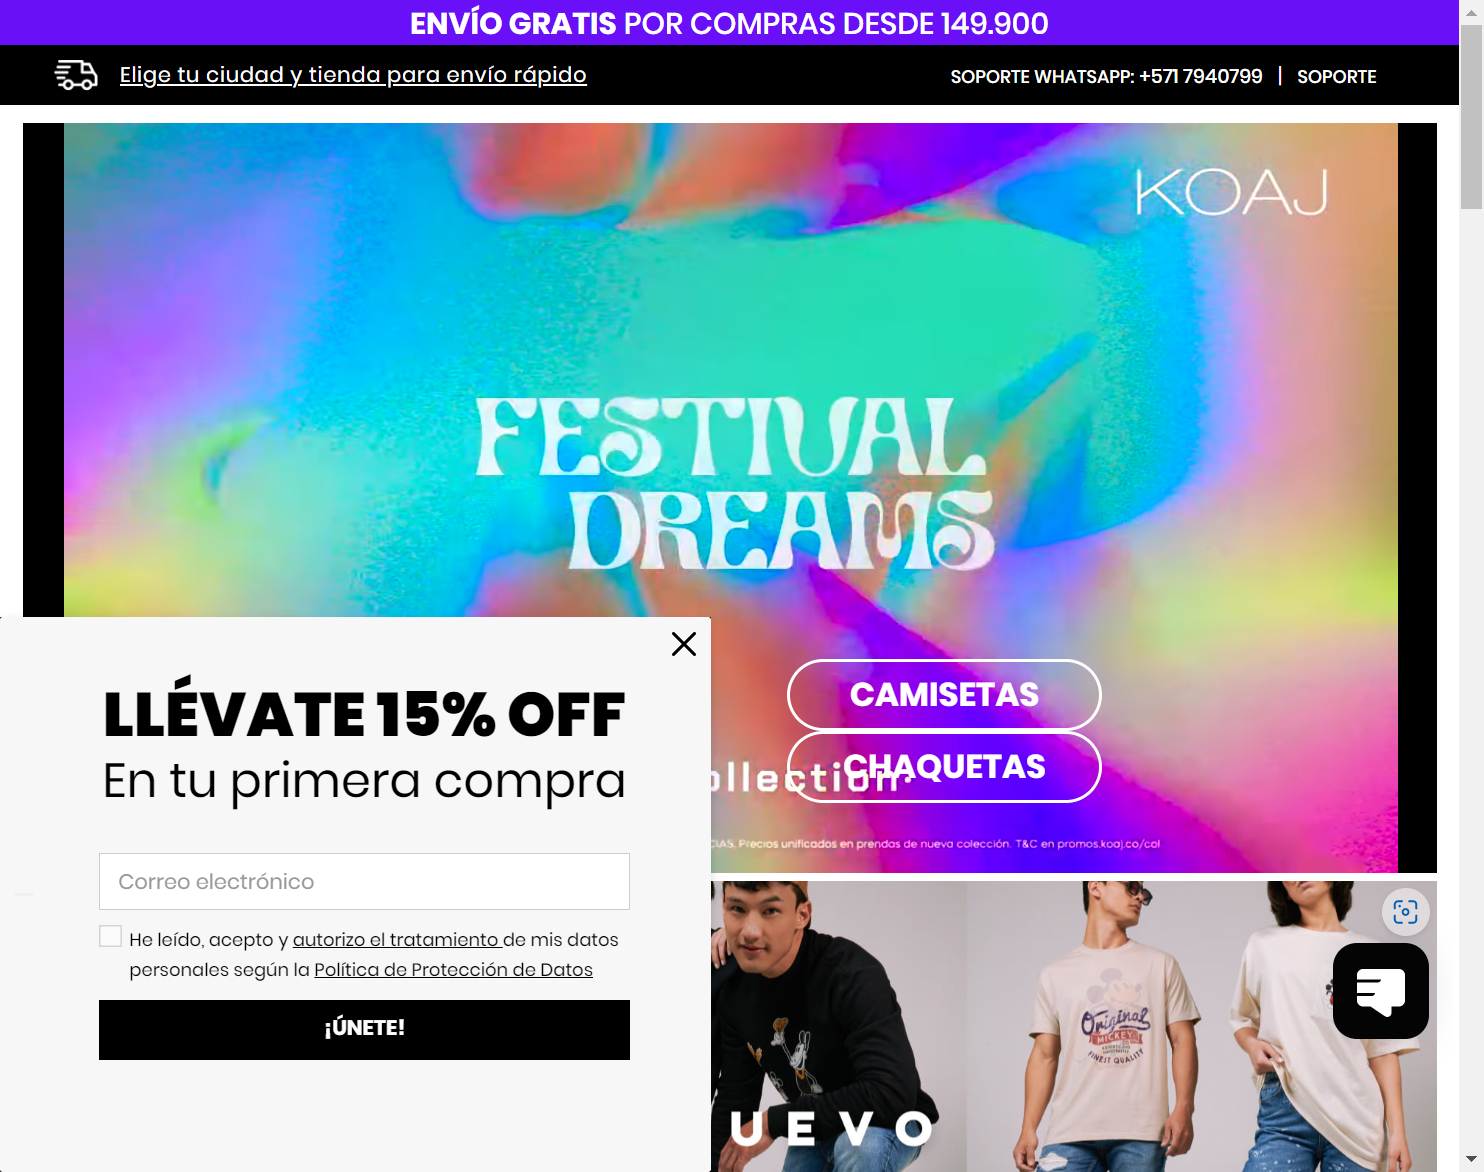 ENVÍO GRATIS POR COMPRAS DESDE 149.900
Elige tu ciudad y tienda para envío rápido
SOPORTE WHATSAPP: +571 7940799 | SOPORTE
KOAJ
FESTIVAL
DREAMS
CAMISETAS
CHAQUETAS
ollection.
CIAS. Precios unificados en prendas de nueva colección. T&C en promos.koaj.co/col
LLÉVATE 15% OFF
En tu primera compra
Correo electrónico
He leído, acepto y autorizo el tratamiento de mis datos
personales según la Política de Protección de Datos
¡ÚNETE!
Original
MICKEY
FINEST QUALITY
UEVO